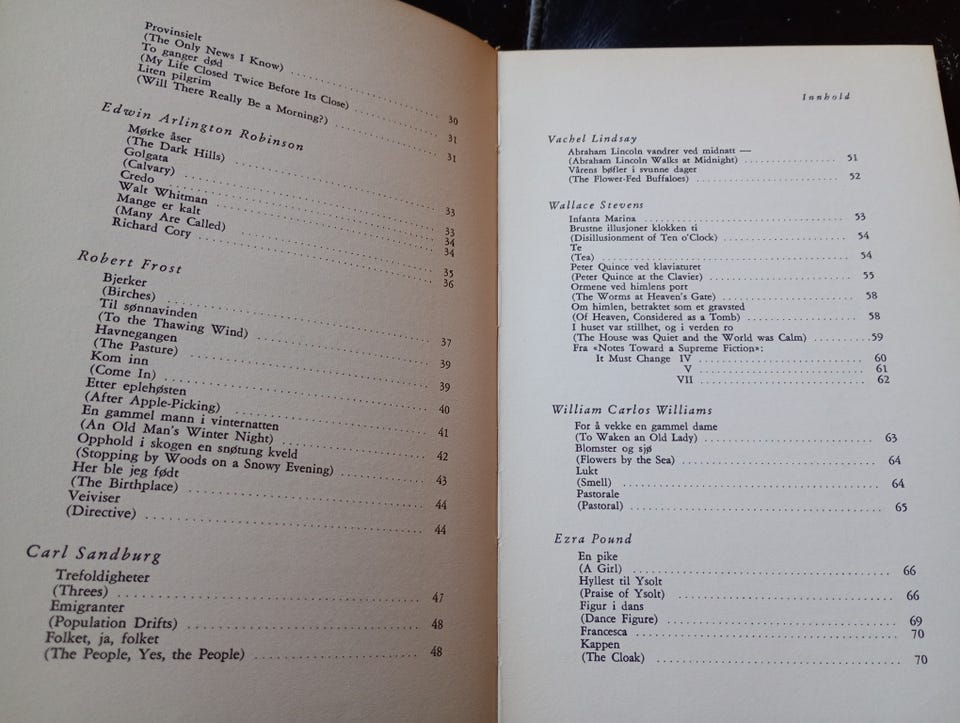 Provinsielt
(The Only News I Know) .......... 30
To ganger død
(My Life Closed Twice Before Its Close) .......... 31
Liten pilgrim
(Will There Really Be a Morning?) .......... 31
Edwin Arlington Robinson
Mørke åser
(The Dark Hills) .......... 33
Golgata
(Calvary) .......... 33
Credo .......... 34
Walt Whitman .......... 34
Mange er kalt
(Many Are Called) .......... 35
Richard Cory .......... 36
Robert Frost
Bjerker
(Birches) .......... 37
Til sønnavinden
(To the Thawing Wind) .......... 39
Havnegangen
(The Pasture) .......... 39
Kom inn
(Come In) .......... 40
Etter eplehøsten
(After Apple-Picking) .......... 41
En gammel mann i vinternatten
(An Old Man's Winter Night) .......... 42
Opphold i skogen en snøtung kveld
(Stopping by Woods on a Snowy Evening) .......... 43
Her ble jeg født
(The Birthplace) .......... 44
Veiviser
(Directive) .......... 44
Carl Sandburg
Trefoldigheter
(Threes) .......... 47
Emigranter
(Population Drifts) .......... 48
Folket, ja, folket
(The People, Yes, the People) .......... 48
Innhold
Vachel Lindsay
Abraham Lincoln vandrer ved midnatt —
(Abraham Lincoln Walks at Midnight) .......... 51
Vårens bøfler i svunne dager
(The Flower-Fed Buffaloes) .......... 52
Wallace Stevens
Infanta Marina .......... 53
Brustne illusjoner klokken ti
(Disillusionment of Ten o'Clock) .......... 54
Te
(Tea) .......... 54
Peter Quince ved klaviaturet
(Peter Quince at the Clavier) .......... 55
Ormene ved himlens port
(The Worms at Heaven's Gate) .......... 58
Om himlen, betraktet som et gravsted
(Of Heaven, Considered as a Tomb) .......... 58
I huset var stillhet, og i verden ro
(The House was Quiet and the World was Calm) .......... 59
Fra «Notes Toward a Supreme Fiction»:
It Must Change IV .......... 60
V .......... 61
VII .......... 62
William Carlos Williams
For å vekke en gammel dame
(To Waken an Old Lady) .......... 63
Blomster og sjø
(Flowers by the Sea) .......... 64
Lukt
(Smell) .......... 64
Pastorale
(Pastoral) .......... 65
Ezra Pound
En pike
(A Girl) .......... 66
Hyllest til Ysolt
(Praise of Ysolt) .......... 66
Figur i dans
(Dance Figure) .......... 69
Francesca .......... 70
Kappen
(The Cloak) .......... 70